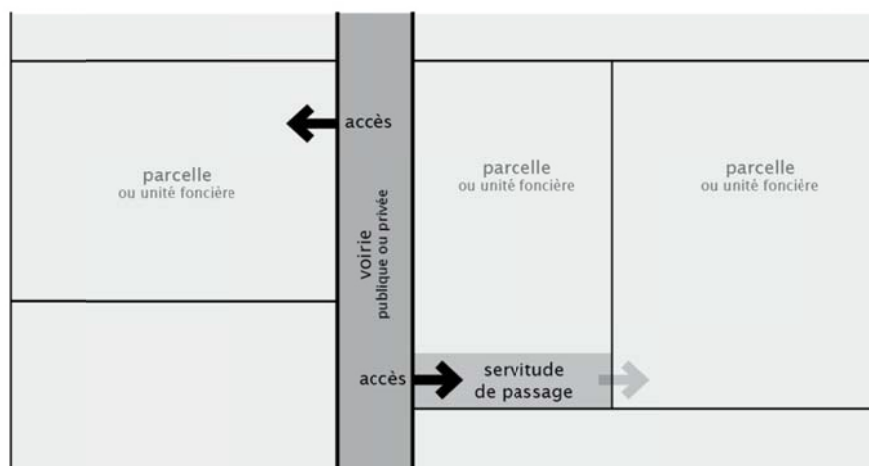 accès
parcelle
ou unité foncière
parcelle
ou unité foncière
parcelle
ou unité foncière
voirie
publique ou privée
accès
servitude
de passage